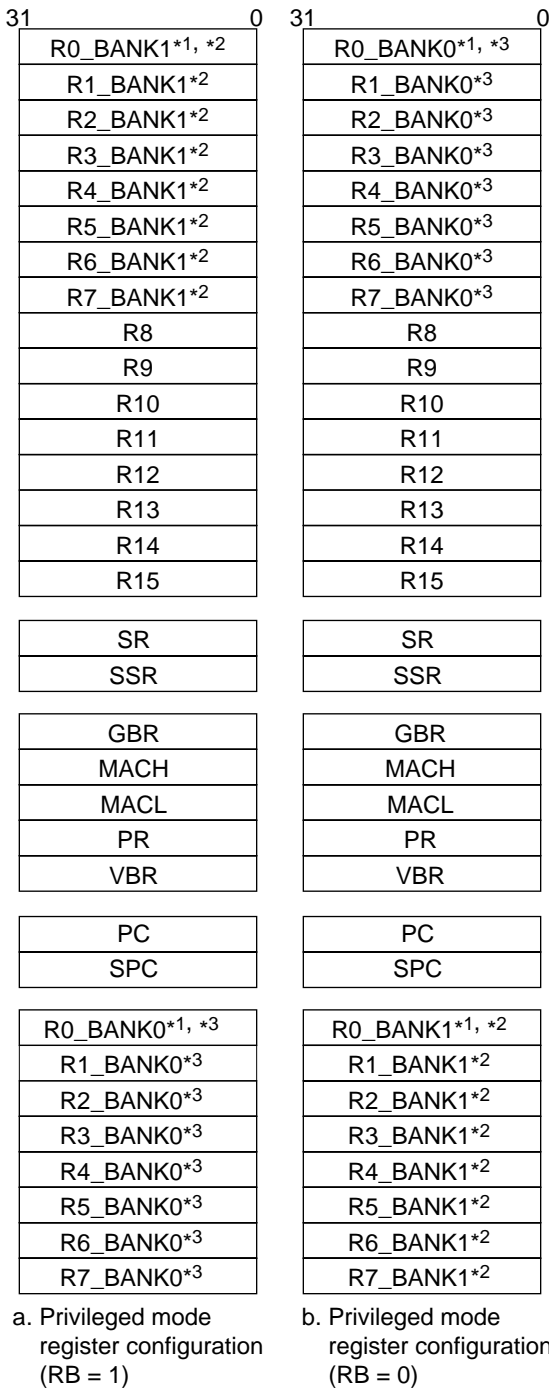 31 0
R0_BANK1*1, *2
R1_BANK1*2
R2_BANK1*2
R3_BANK1*2
R4_BANK1*2
R5_BANK1*2
R6_BANK1*2
R7_BANK1*2
R8
R9
R10
R11
R12
R13
R14
R15
SR
SSR
GBR
MACH
MACL
PR
VBR
PC
SPC
R0_BANK0*1, *3
R1_BANK0*3
R2_BANK0*3
R3_BANK0*3
R4_BANK0*3
R5_BANK0*3
R6_BANK0*3
R7_BANK0*3
a. Privileged mode
register configuration
(RB = 1)
31 0
R0_BANK0*1, *3
R1_BANK0*3
R2_BANK0*3
R3_BANK0*3
R4_BANK0*3
R5_BANK0*3
R6_BANK0*3
R7_BANK0*3
R8
R9
R10
R11
R12
R13
R14
R15
SR
SSR
GBR
MACH
MACL
PR
VBR
PC
SPC
R0_BANK1*1, *2
R1_BANK1*2
R2_BANK1*2
R3_BANK1*2
R4_BANK1*2
R5_BANK1*2
R6_BANK1*2
R7_BANK1*2
b. Privileged mode
register configuration
(RB = 0)